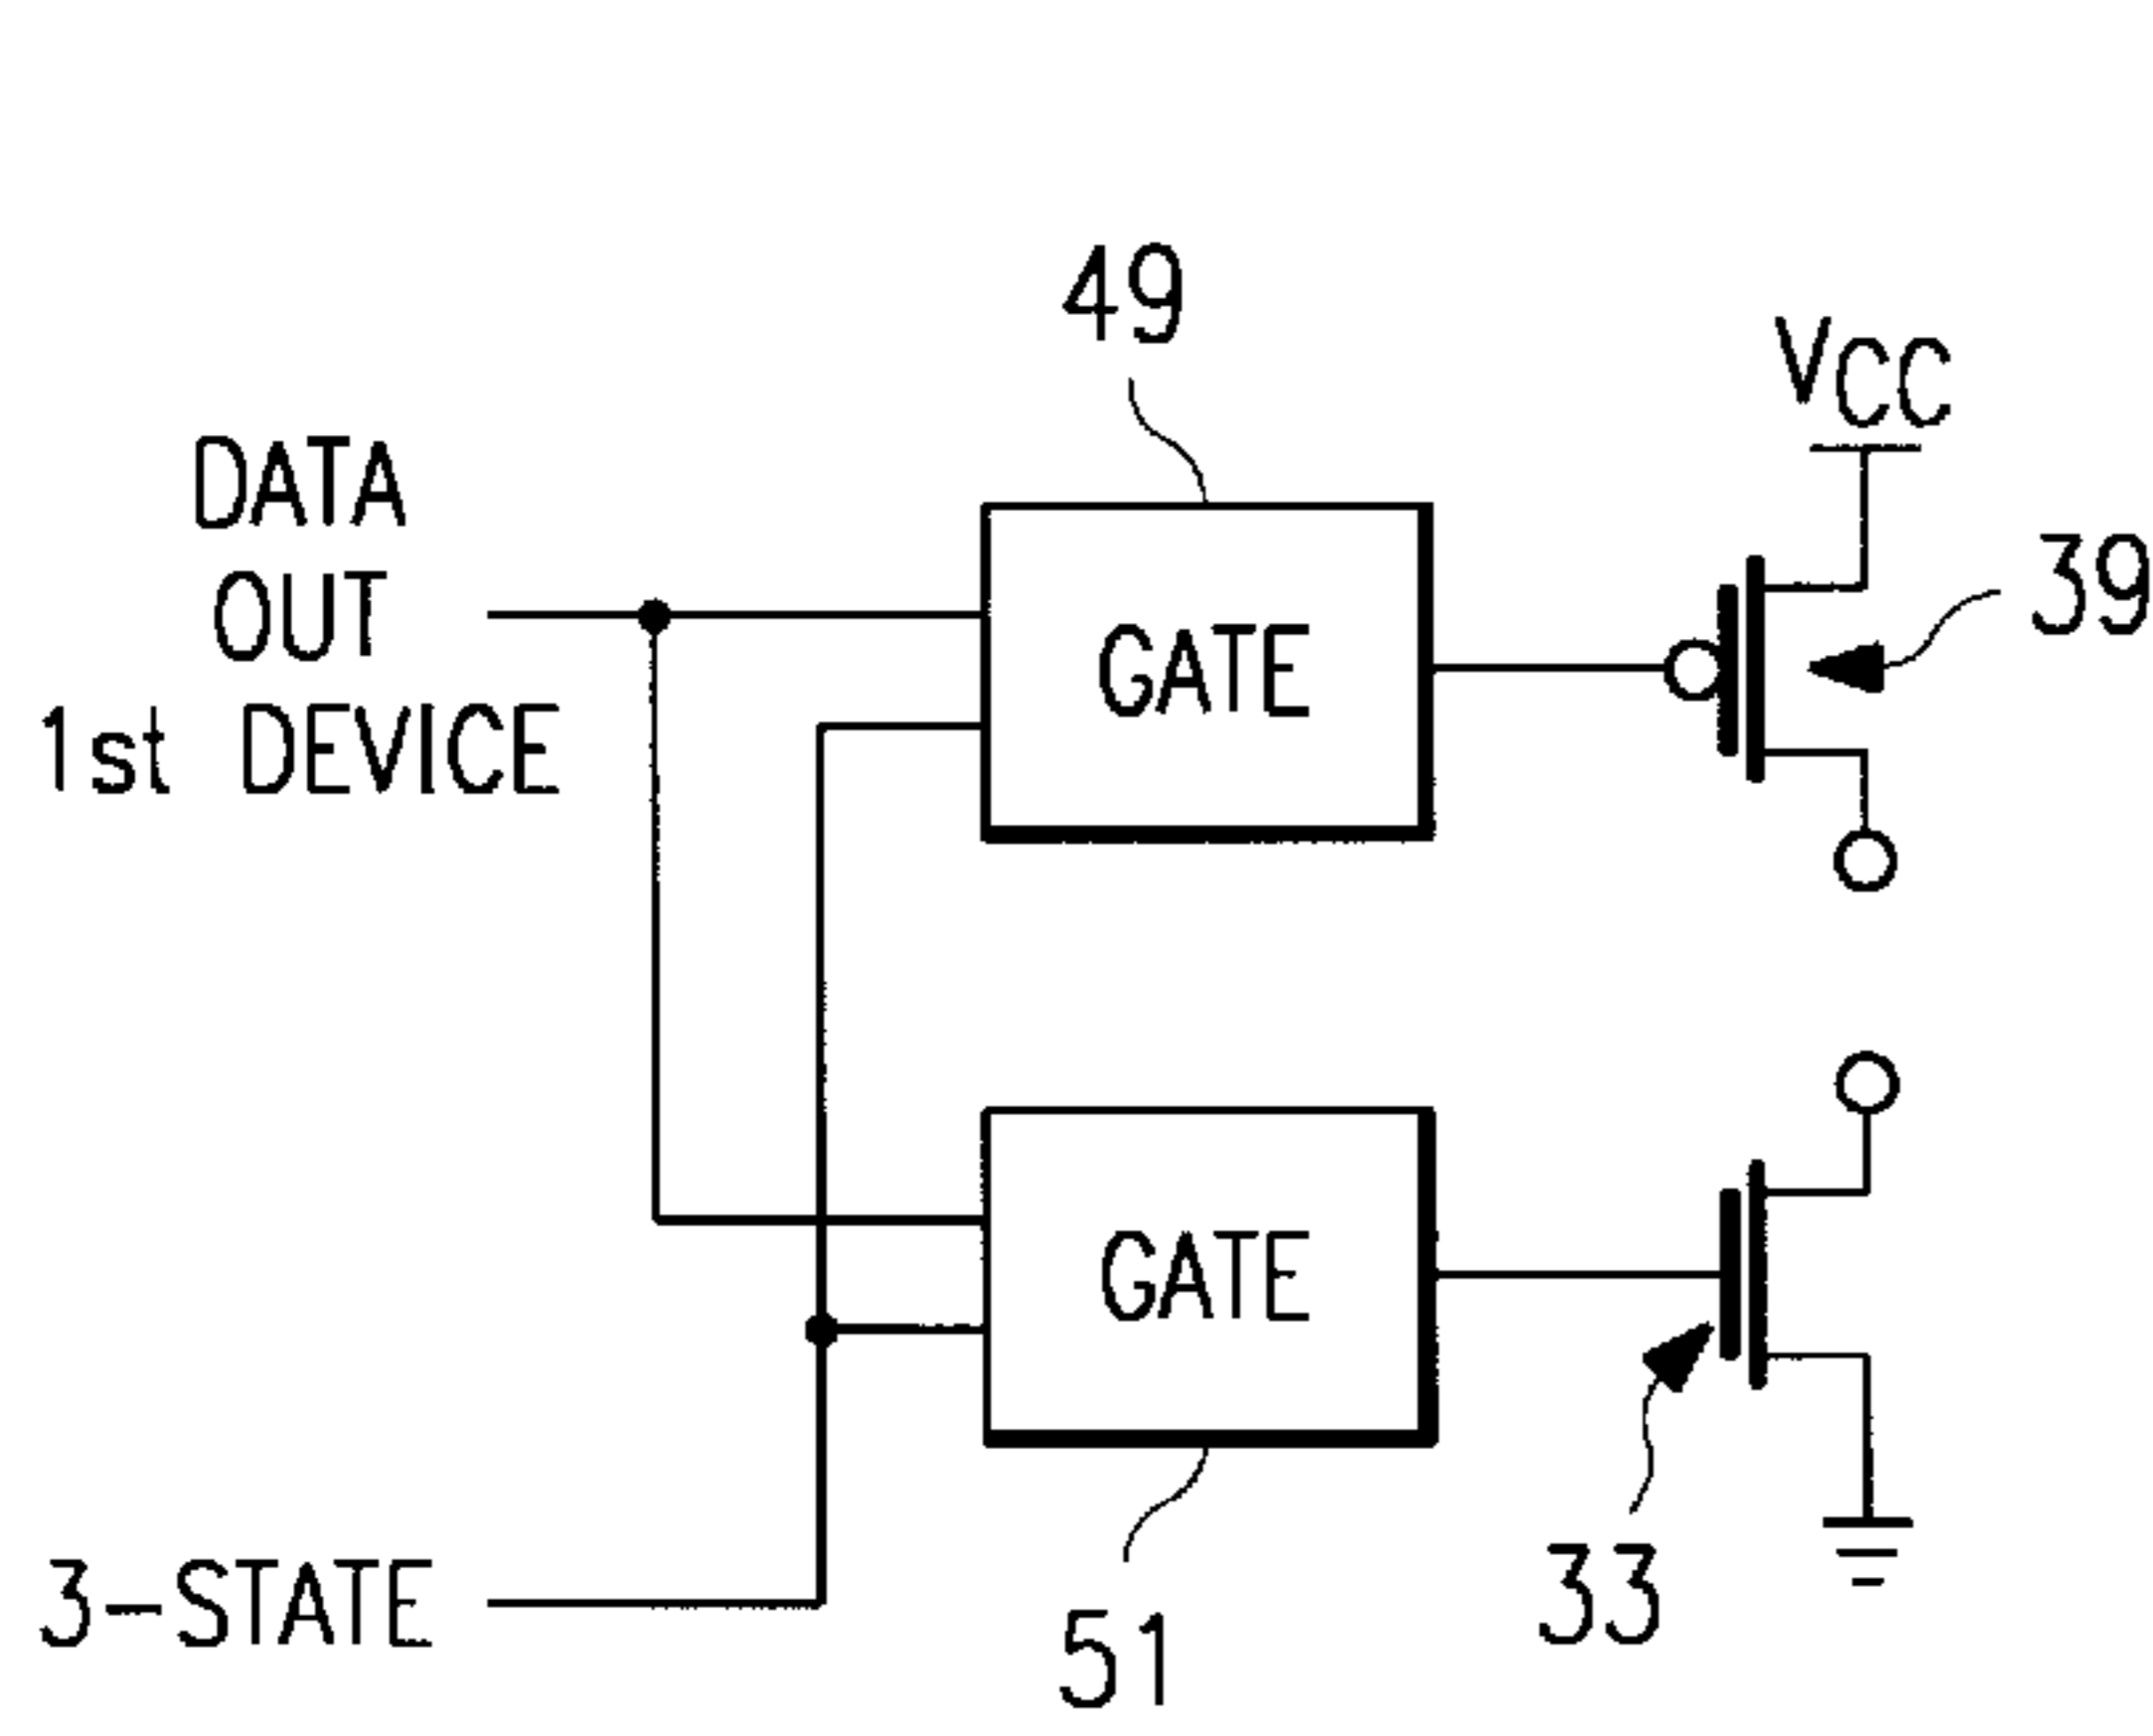 49
VCC
DATA
OUT
1st DEVICE
GATE
39
GATE
3-STATE
33
51